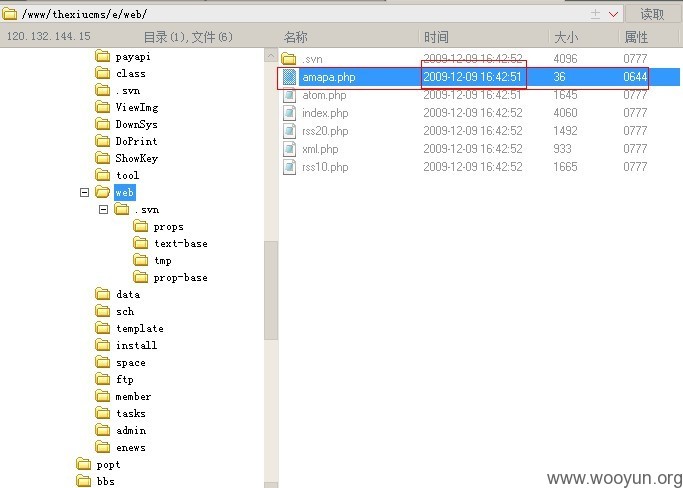 /www/thexiucms/e/web/ 读取
120.132.144.15 目录(1),文件(6) 名称 时间 大小 属性
payapi
class
.svn
ViewImg
DownSys
DoPrint
ShowKey
tool
web
.svn
props
text-base
tmp
prop-base
data
sch
template
install
space
ftp
member
tasks
admin
enews
popt
bbs
.svn 2009-12-09 16:42:52 4096 0777
amapa.php 2009-12-09 16:42:51 36 0644
atom.php 2009-12-09 16:42:51 1645 0777
index.php 2009-12-09 16:42:52 4060 0777
rss20.php 2009-12-09 16:42:52 1492 0777
xml.php 2009-12-09 16:42:52 933 0777
rss10.php 2009-12-09 16:42:52 1665 0777
www.wooyun.org